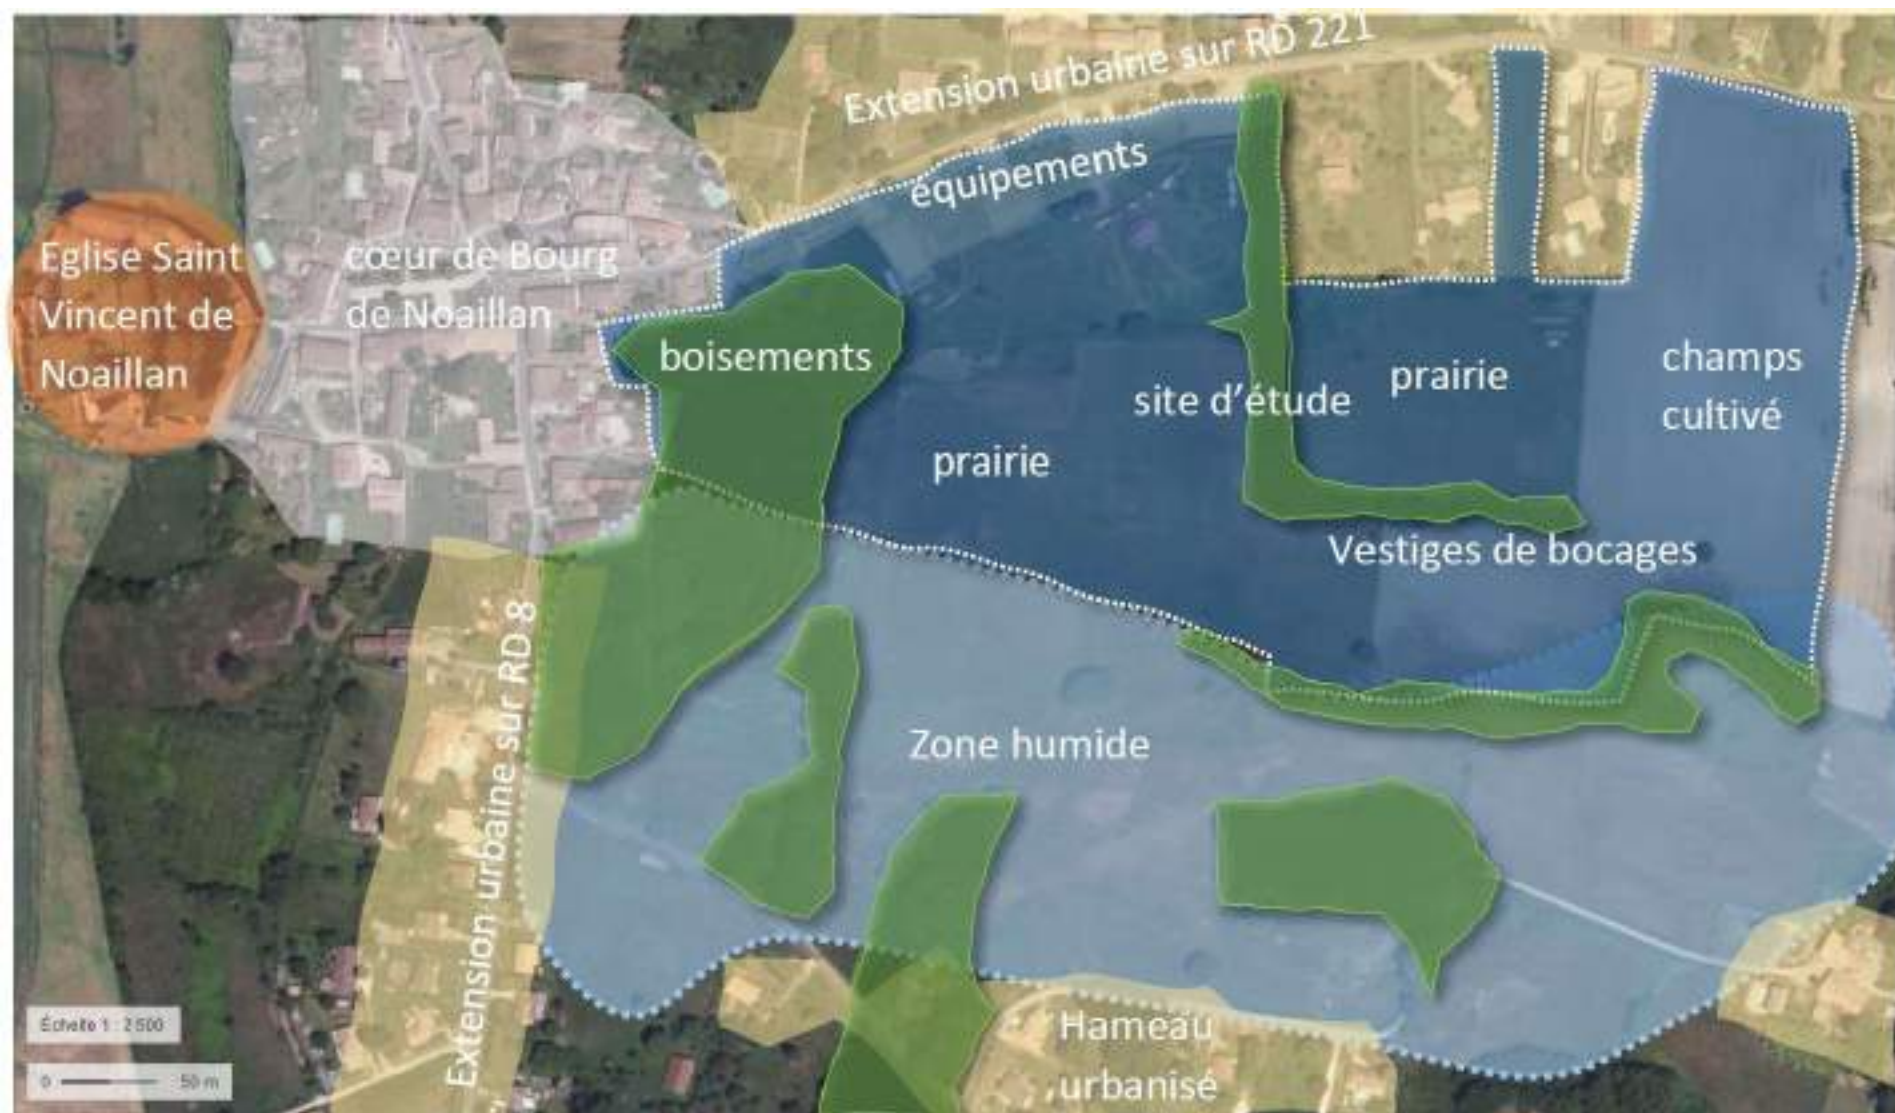 Extension urbaine sur RD 221
équipements
Eglise Saint
Vincent de
Noaillan
cœur de Bourg
de Noaillan
boisements
site d'étude
prairie
champs
cultivé
prairie
Vestiges de bocages
Extension urbaine sur RD 8
Zone humide
Hameau
urbanisé
Échelle 1 : 2 500
0 50 m